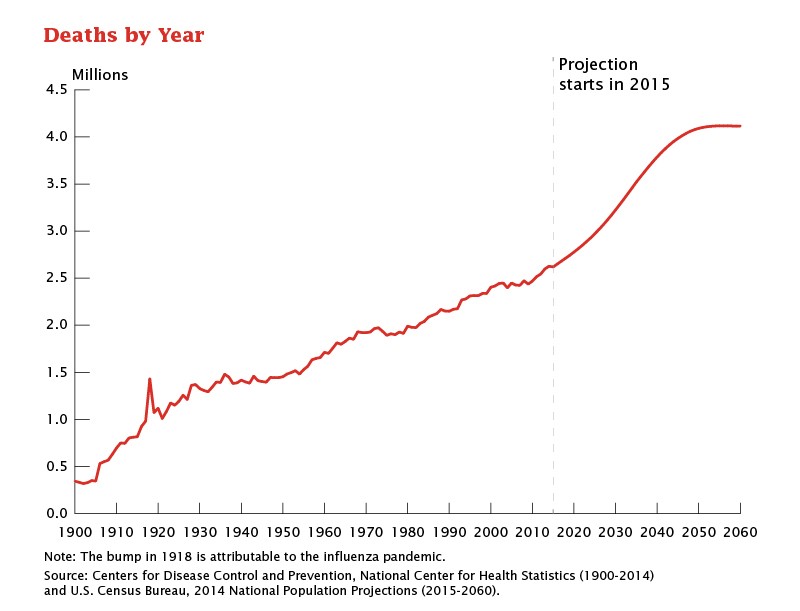 Deaths by Year
Millions
Projection
starts in 2015
4.5
4.0
3.5
3.0
2.5
2.0
1.5
1.0
0.5
0.0
1900 1910 1920 1930 1940 1950 1960 1970 1980 1990 2000 2010 2020 2030 2040 2050 2060
Note: The bump in 1918 is attributable to the influenza pandemic.
Source: Centers for Disease Control and Prevention, National Center for Health Statistics (1900-2014)
and U.S. Census Bureau, 2014 National Population Projections (2015-2060).